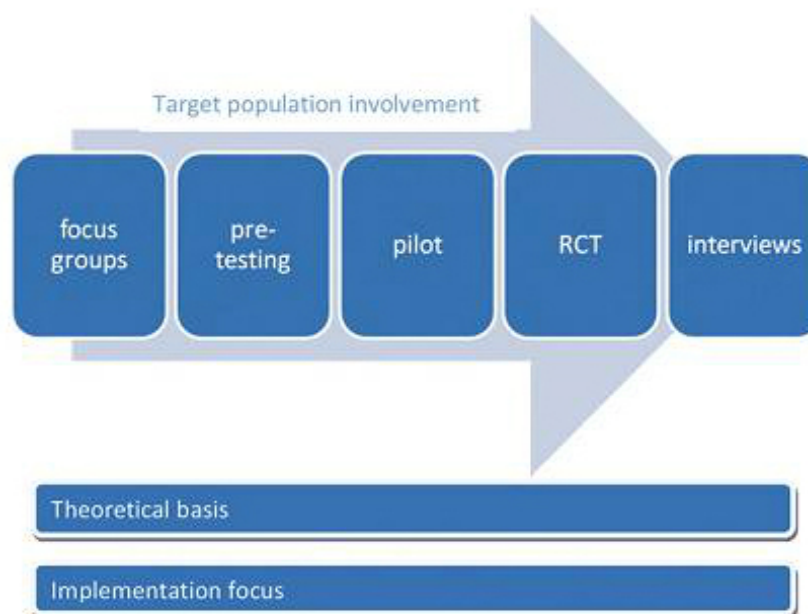 Target population involvement
focus
groups
pre-
testing
pilot
RCT
interviews
Theoretical basis
Implementation focus